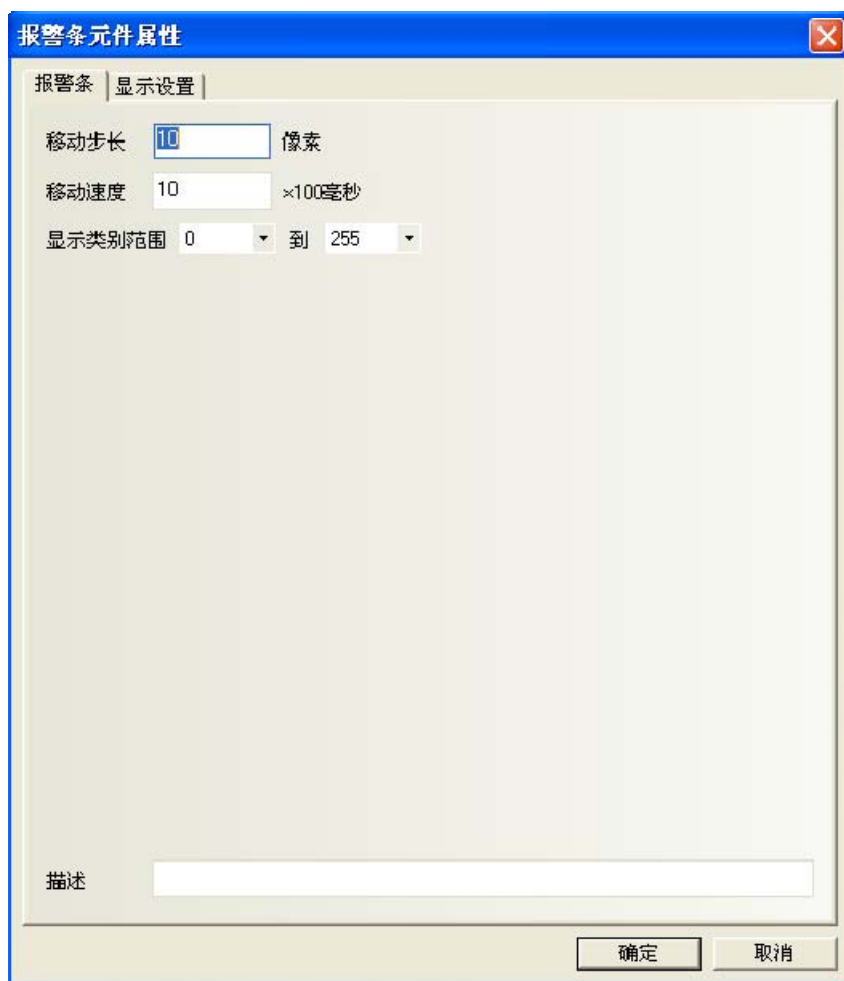 报警条元件属性
报警条 显示设置
移动步长 10 像素
移动速度 10 ×100毫秒
显示类别范围 0 到 255
描述
确定 取消